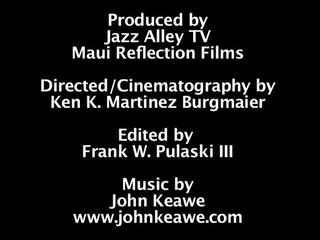 Produced by
Jazz Alley TV
Maui Reflection Films
Directed/Cinematography by
Ken K. Martinez Burgmaier
Edited by
Frank W. Pulaski III
Music by
John Keawe
www.johnkeawe.com